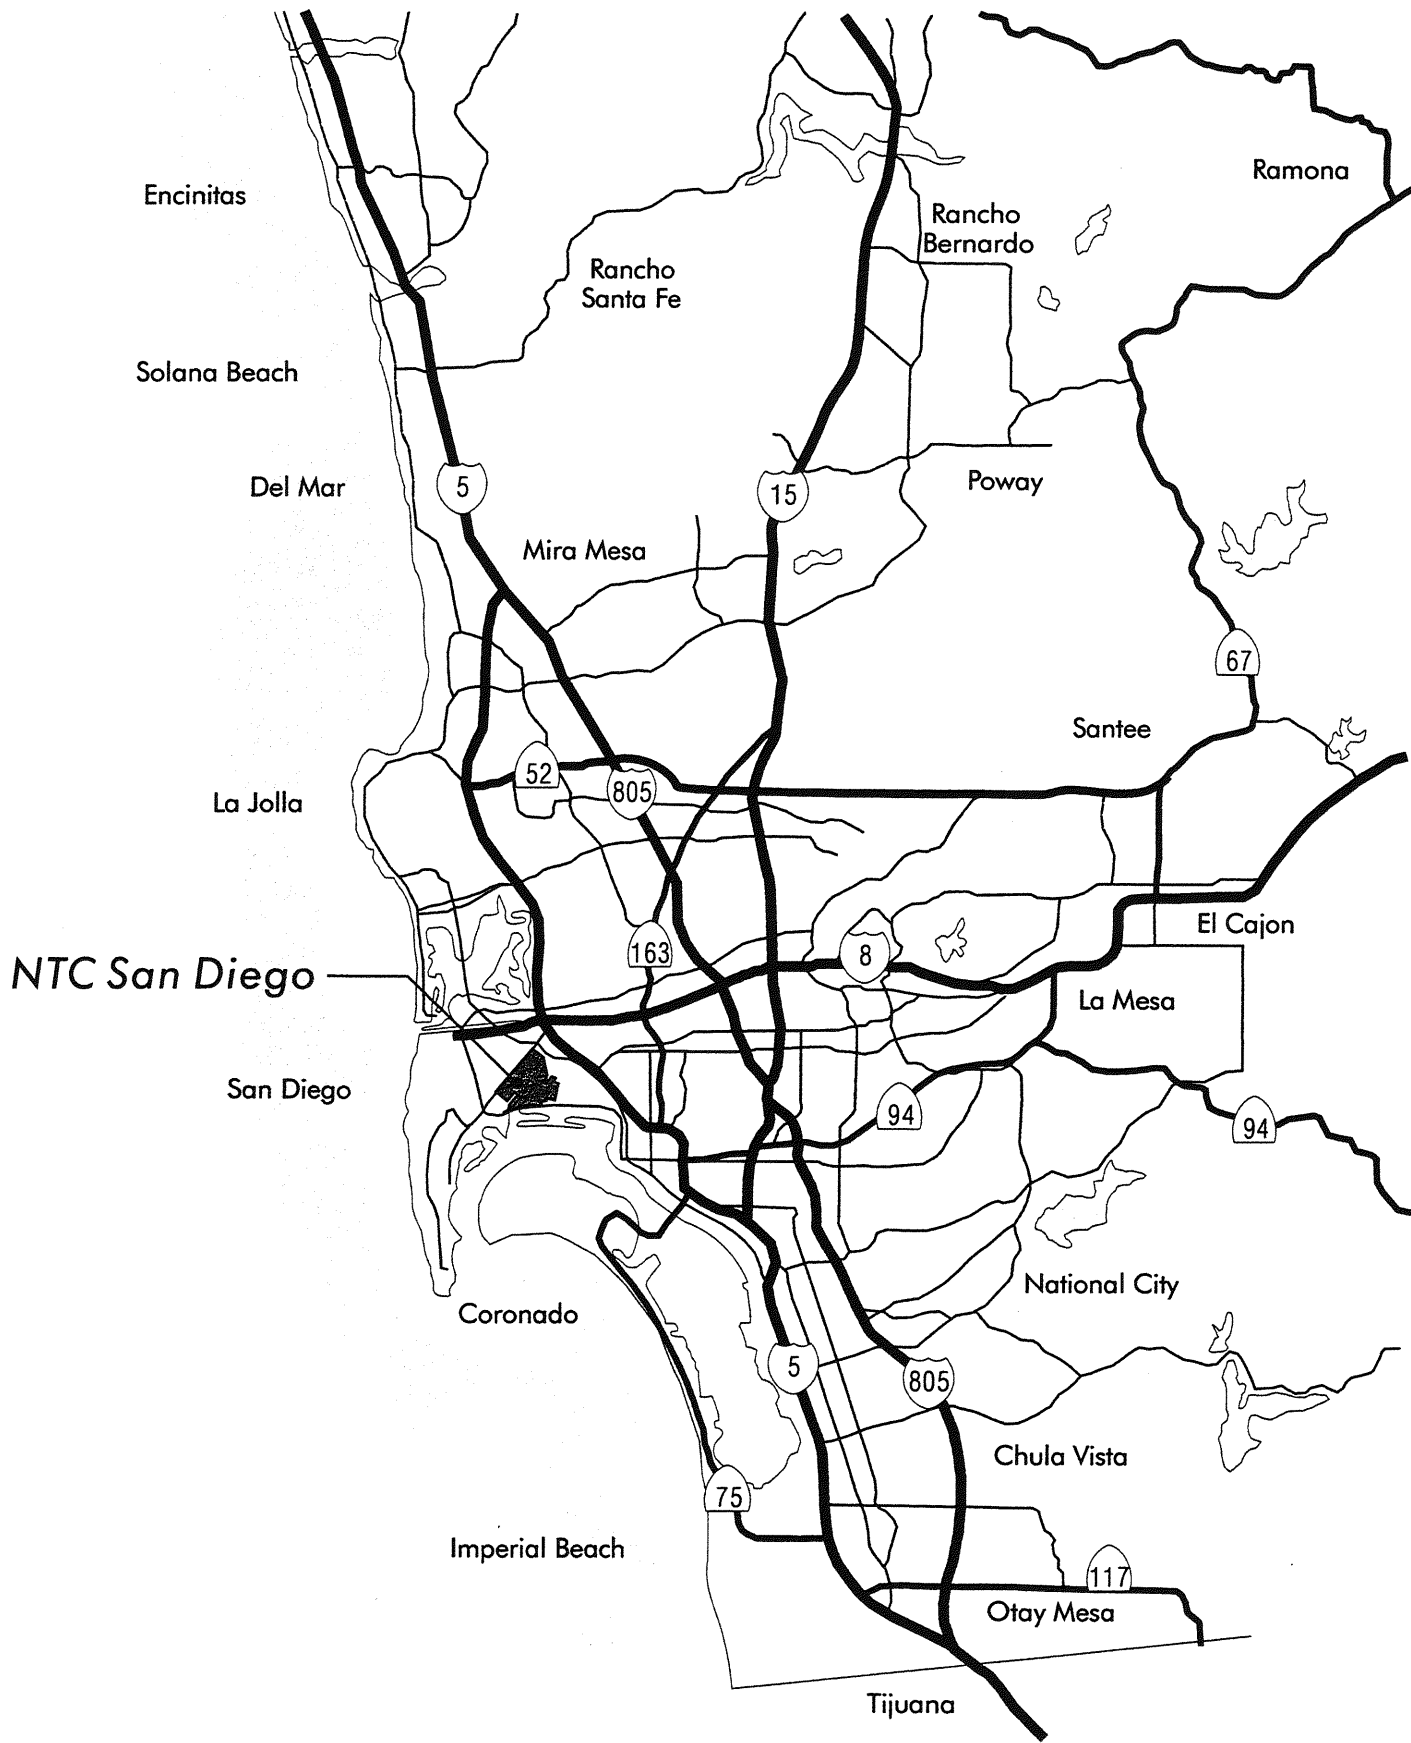 Ramona
Encinitas
Rancho
Bernardo
Rancho
Santa Fe
Solana Beach
Del Mar
5
15
Poway
Mira Mesa
67
Santee
52
805
La Jolla
El Cajon
163
8
NTC San Diego
La Mesa
San Diego
94
94
National City
Coronado
5
805
Chula Vista
75
Imperial Beach
117
Otay Mesa
Tijuana